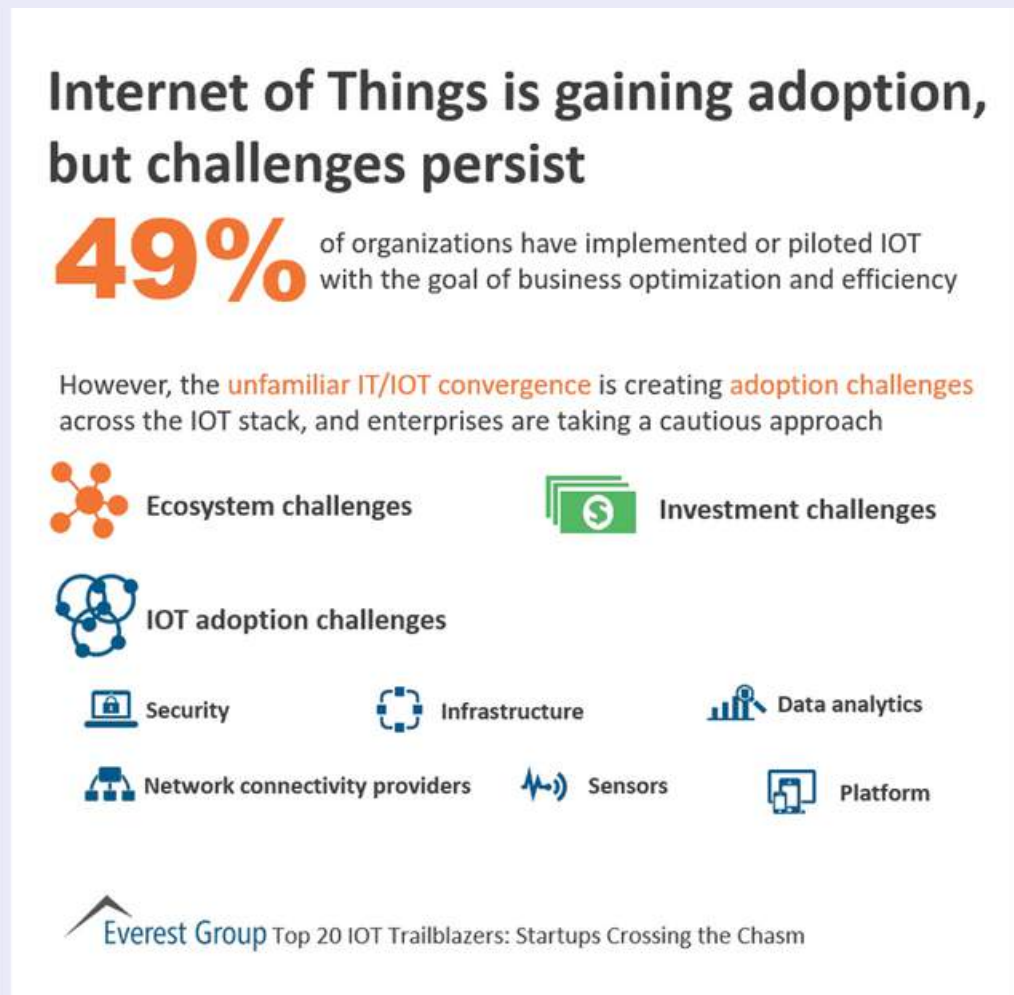 Internet of Things is gaining adoption,
but challenges persist
49%
of organizations have implemented or piloted IOT
with the goal of business optimization and efficiency
However, the unfamiliar IT/IOT convergence is creating adoption challenges
across the IOT stack, and enterprises are taking a cautious approach
Ecosystem challenges
Investment challenges
IOT adoption challenges
Security
Infrastructure
Data analytics
Network connectivity providers
Sensors
Platform
Everest Group Top 20 IOT Trailblazers: Startups Crossing the Chasm